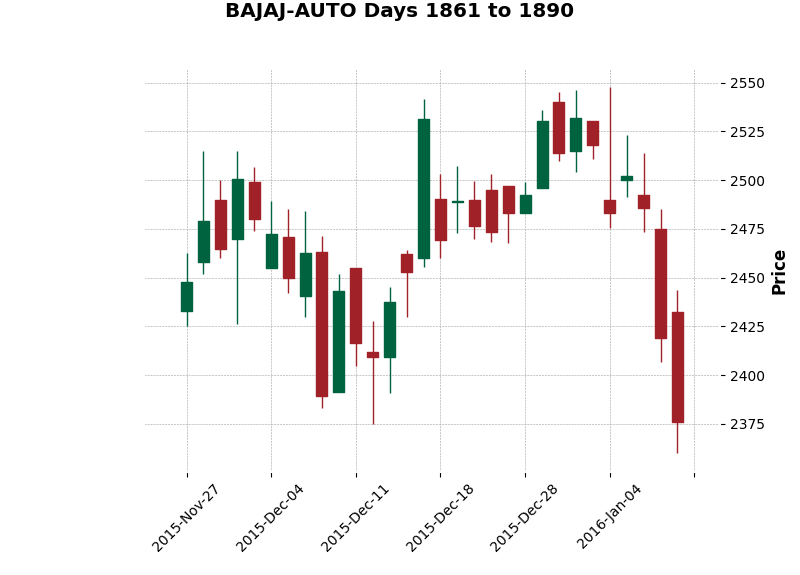 BAJAJ-AUTO Days 1861 to 1890
2550
2525
2500
2475
2450
2425
2400
2375
Price
2015-Nov-27
2015-Dec-04
2015-Dec-11
2015-Dec-18
2015-Dec-28
2016-Jan-04